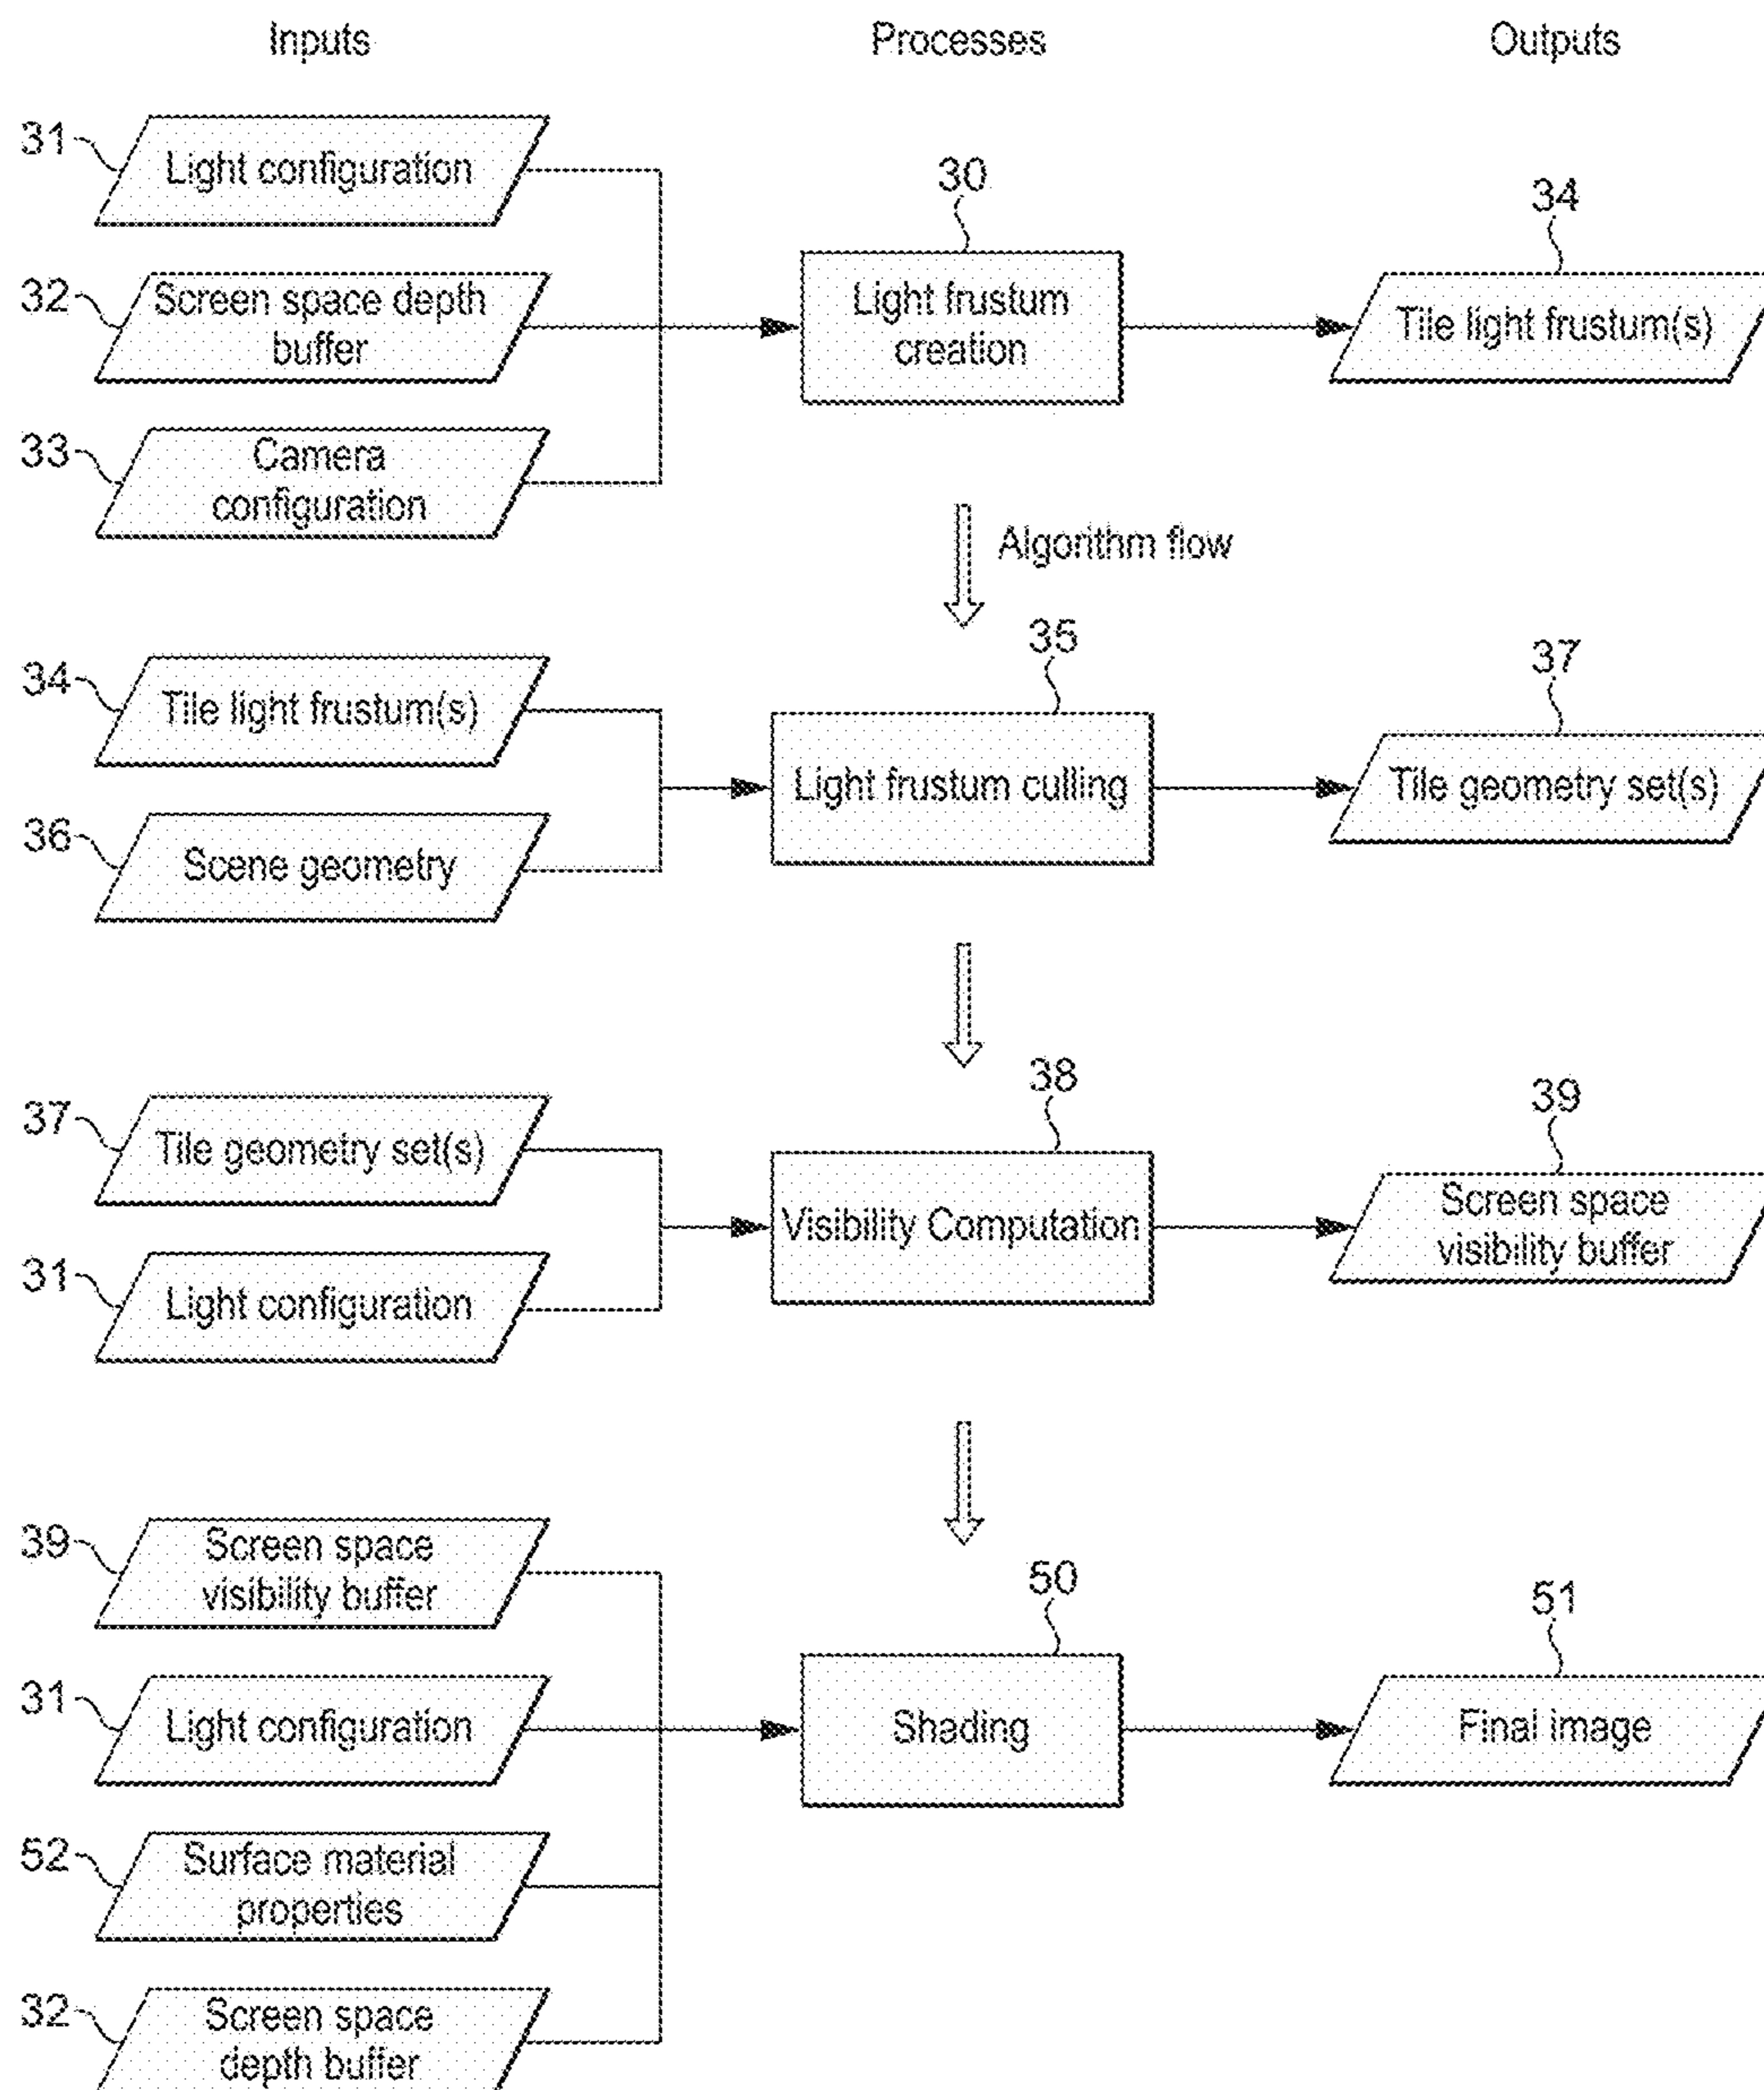 Inputs
Processes
Outputs
31
Light configuration
30
34
32
Screen space depth
buffer
Light frustum
creation
Tile light frustum(s)
33
Camera
configuration
Algorithm flow
34
Tile light frustum(s)
35
37
Light frustum culling
Tile geometry set(s)
36
Scene geometry
37
Tile geometry set(s)
38
39
Visibility Computation
Screen space
visibility buffer
31
Light configuration
39
Screen space
visibility buffer
50
51
31
Light configuration
Shading
Final image
52
Surface material
properties
32
Screen space
depth buffer